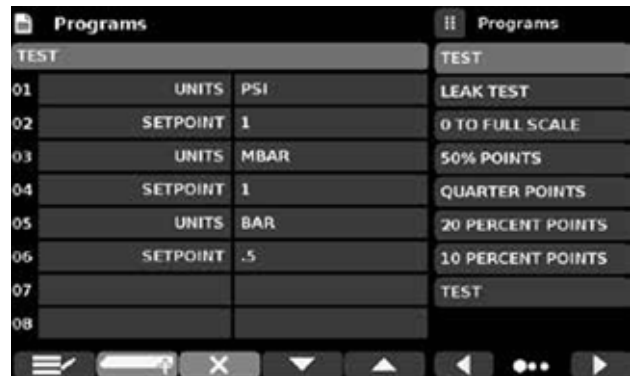 Programs
TEST
01 UNITS PSI
02 SETPOINT 1
03 UNITS MBAR
04 SETPOINT 1
05 UNITS BAR
06 SETPOINT .5
07
08
Programs
TEST
LEAK TEST
0 TO FULL SCALE
50% POINTS
QUARTER POINTS
20 PERCENT POINTS
10 PERCENT POINTS
TEST